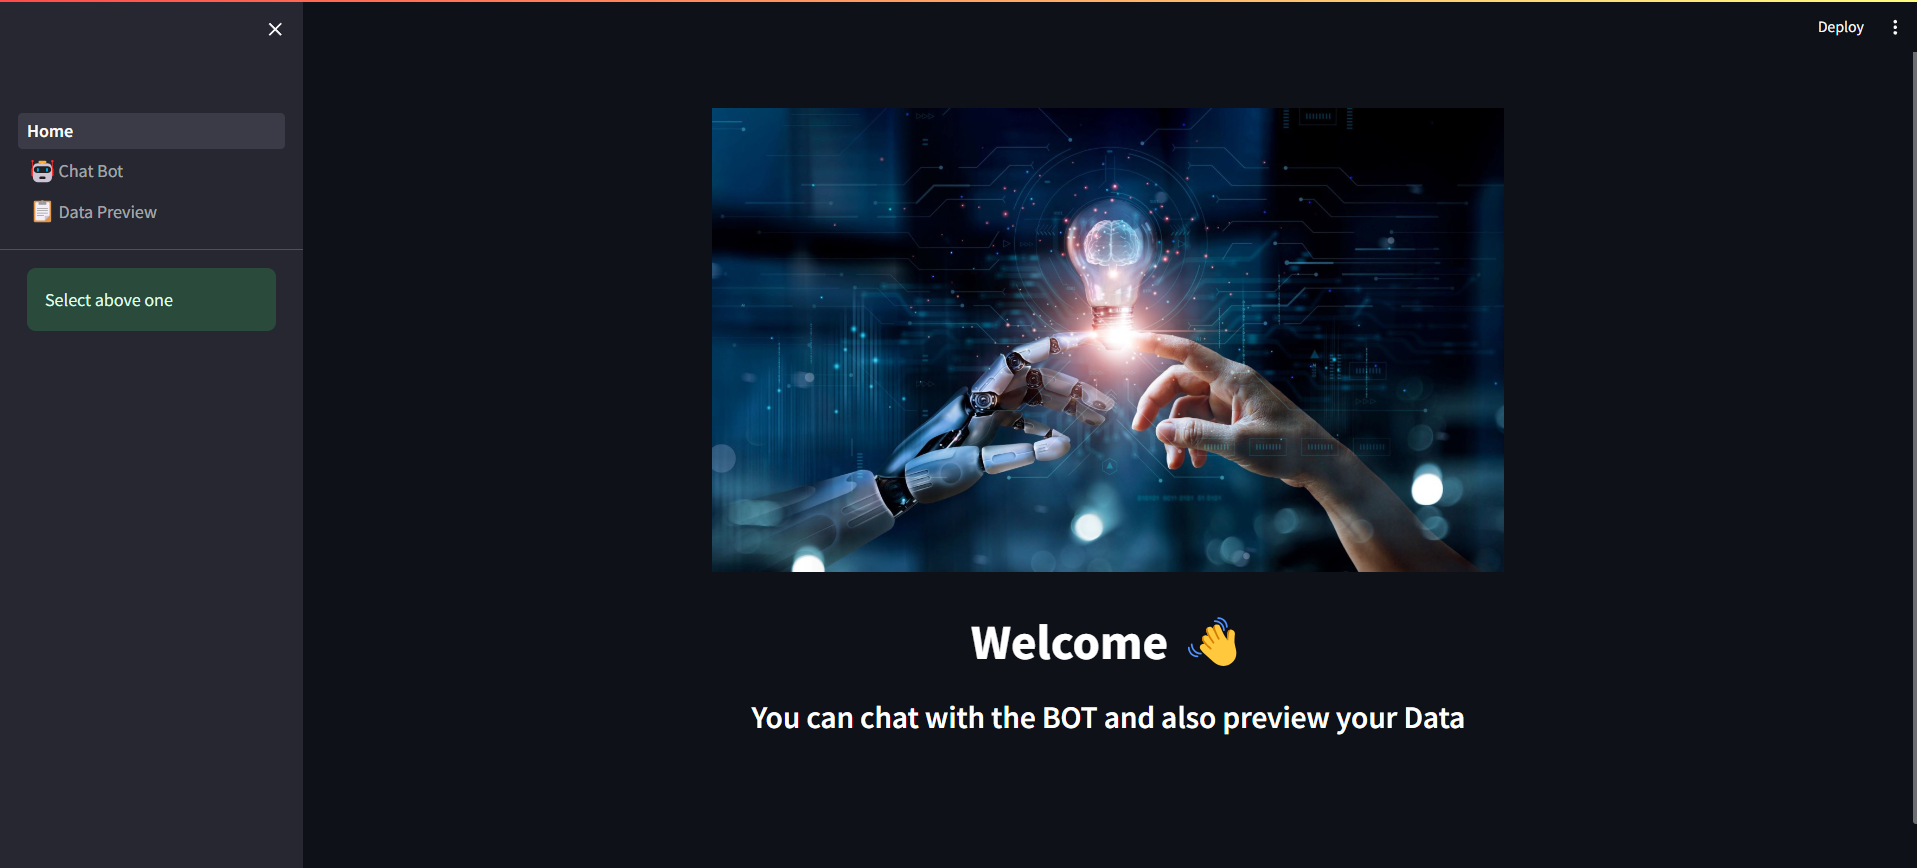 Deploy
Home
Chat Bot
Data Preview
Select above one
Welcome 👋
You can chat with the BOT and also preview your Data